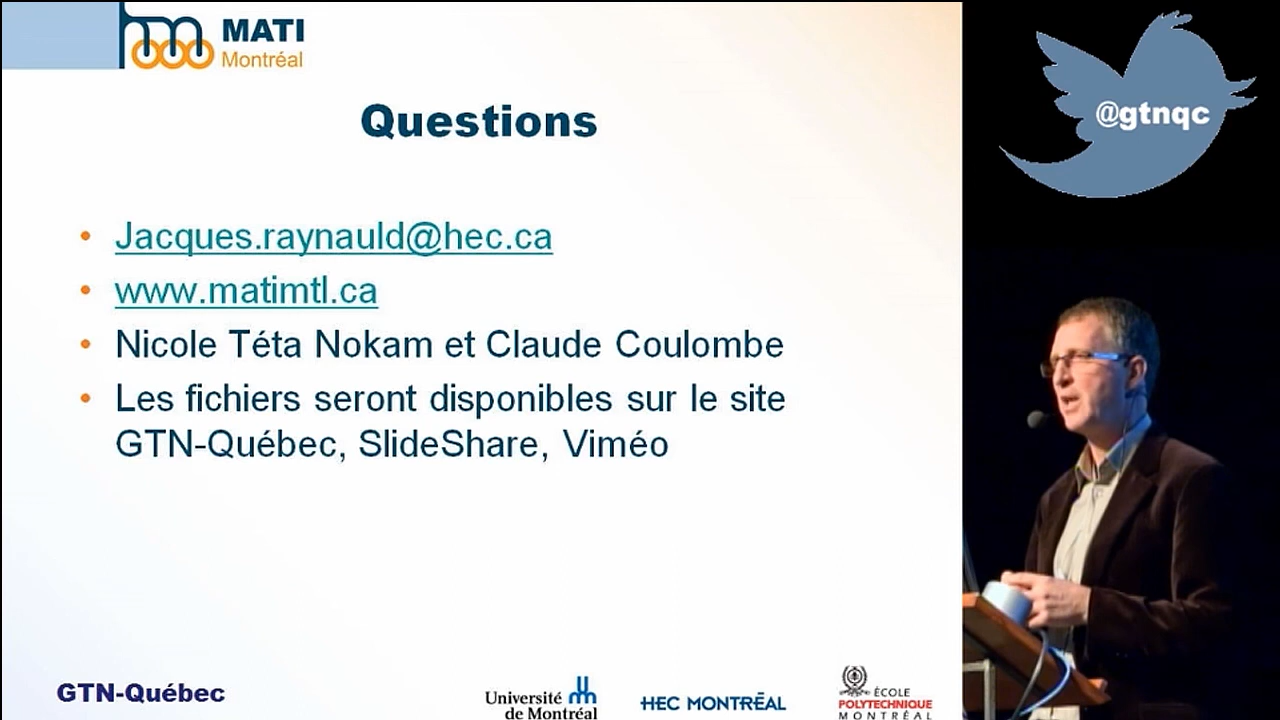 MATI
Montréal
@gtnqc
Questions
Jacques.raynauld@hec.ca
www.matimtl.ca
Nicole Téta Nokam et Claude Coulombe
Les fichiers seront disponibles sur le site
GTN-Québec, SlideShare, Viméo
GTN-Québec
Université
de Montréal
HEC MONTRÉAL
ÉCOLE
POLYTECHNIQUE
MONTRÉAL